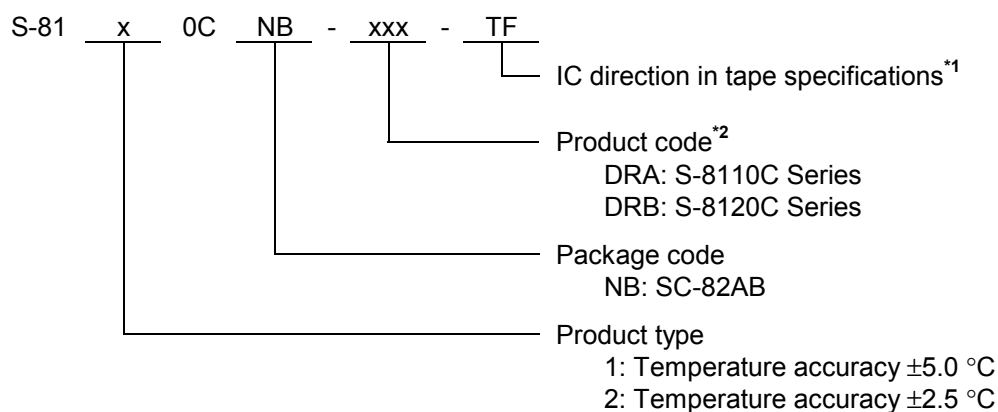 S-81 x 0C NB - xxx - TF
IC direction in tape specifications*1
Product code*2
DRA: S-8110C Series
DRB: S-8120C Series
Package code
NB: SC-82AB
Product type
1: Temperature accuracy ±5.0 °C
2: Temperature accuracy ±2.5 °C